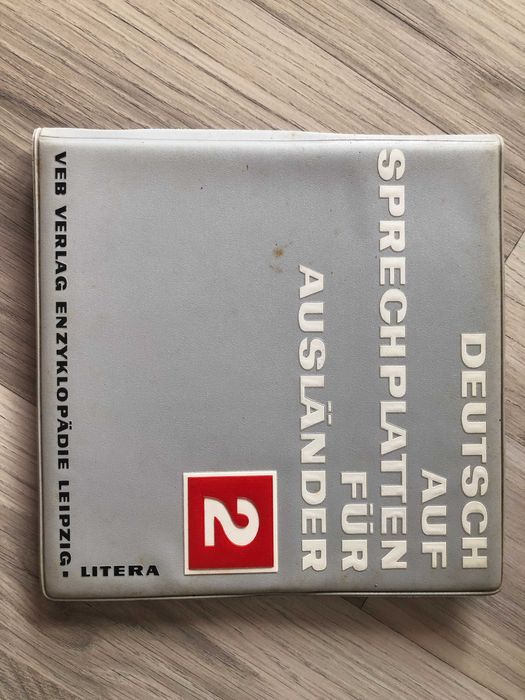 DEUTSCH
AUF
SPRECHPLATTEN
FÜR
AUSLÄNDER
2
VEB VERLAG ENZYKLOPÄDIE LEIPZIG · LITERA